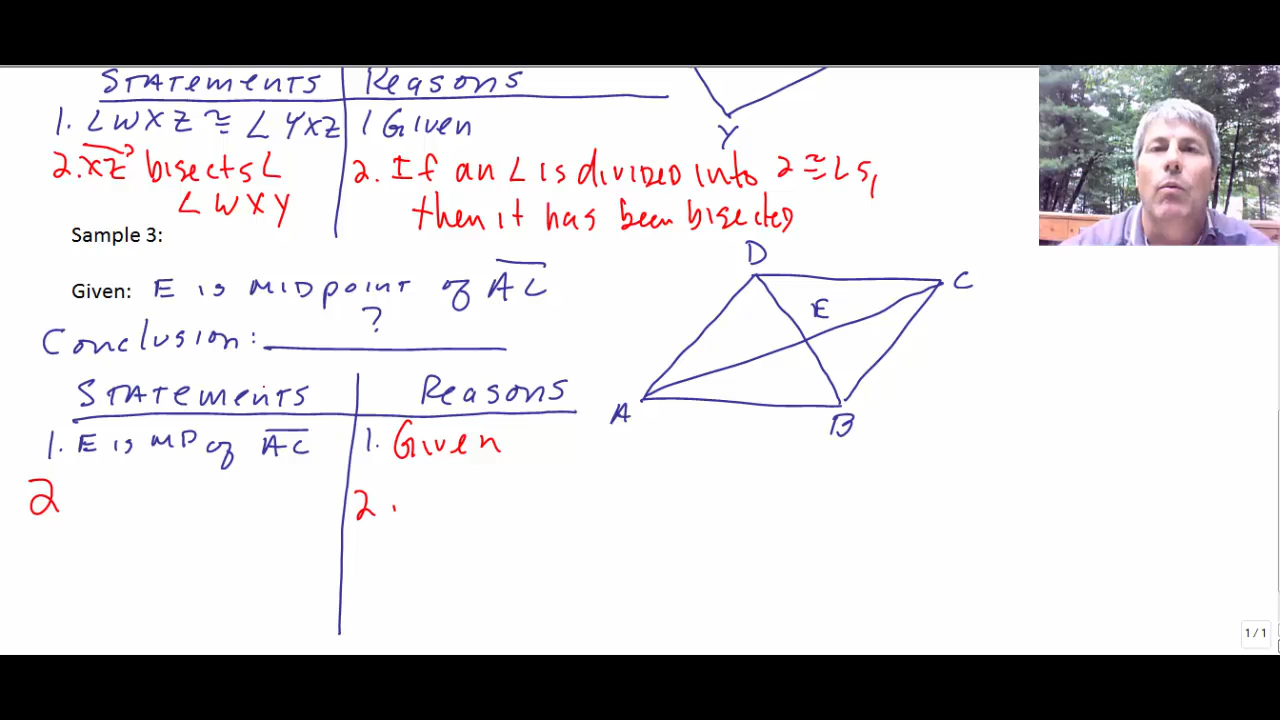 Statements Reasons
1. ∠WXZ ≅ ∠YXZ 1 Given
2. XZ bisects ∠
∠WXY
2. If an ∠ is divided into 2 ≅ ∠s,
then it has been bisected
Y
Sample 3:
Given: E is MIDpoint of AC
Conclusion: ?
Statements Reasons
1. E is MP of AC 1. Given
2 2.
D
C
E
A
B
1 / 1